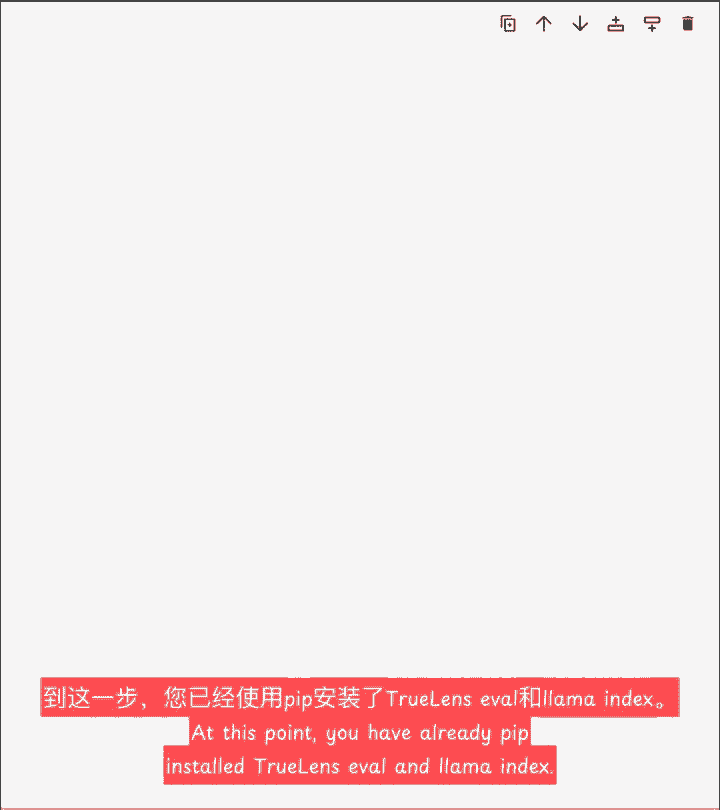 到这一步，您已经使用pip安装了TrueLens eval和llama index。
At this point, you have already pip
installed TrueLens eval and llama index.